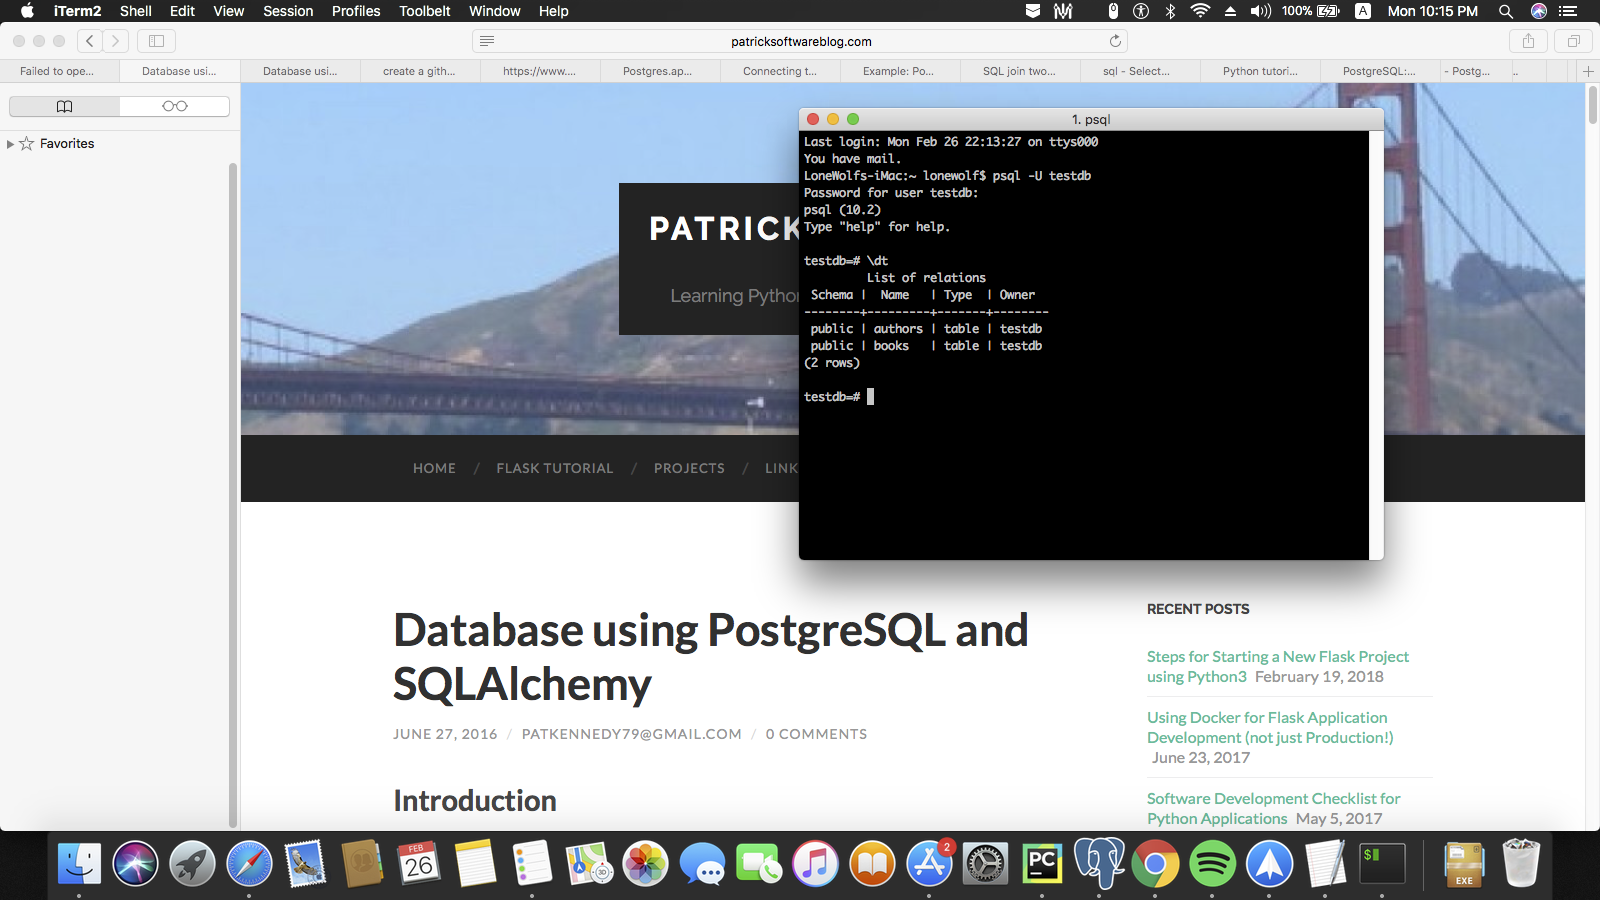 iTerm2 Shell Edit View Session Profiles Toolbelt Window Help 100% A Mon 10:15 PM
patricksoftwareblog.com
Failed to ope... Database usi... Database usi... create a gith... https://www.... Postgres.ap... Connecting t... Example: Po... SQL join two... sql - Select... Python tutori... PostgreSQL:... - Postg... ..
Favorites
PATRICK
Learning Pytho
HOME / FLASK TUTORIAL / PROJECTS / LINK
1. psql
Last login: Mon Feb 26 22:13:27 on ttys000
You have mail.
LoneWolfs-iMac:~ lonewolf$ psql -U testdb
Password for user testdb:
psql (10.2)
Type "help" for help.
testdb=# \dt
List of relations
Schema | Name | Type | Owner
--------+---------+-------+--------
public | authors | table | testdb
public | books | table | testdb
(2 rows)
testdb=#
Database using PostgreSQL and
SQLAlchemy
JUNE 27, 2016 / PATKENNEDY79@GMAIL.COM / 0 COMMENTS
Introduction
RECENT POSTS
Steps for Starting a New Flask Project
using Python3 February 19, 2018
Using Docker for Flask Application
Development (not just Production!)
June 23, 2017
Software Development Checklist for
Python Applications May 5, 2017
FEB
26
3D
2
PC
$
EXE